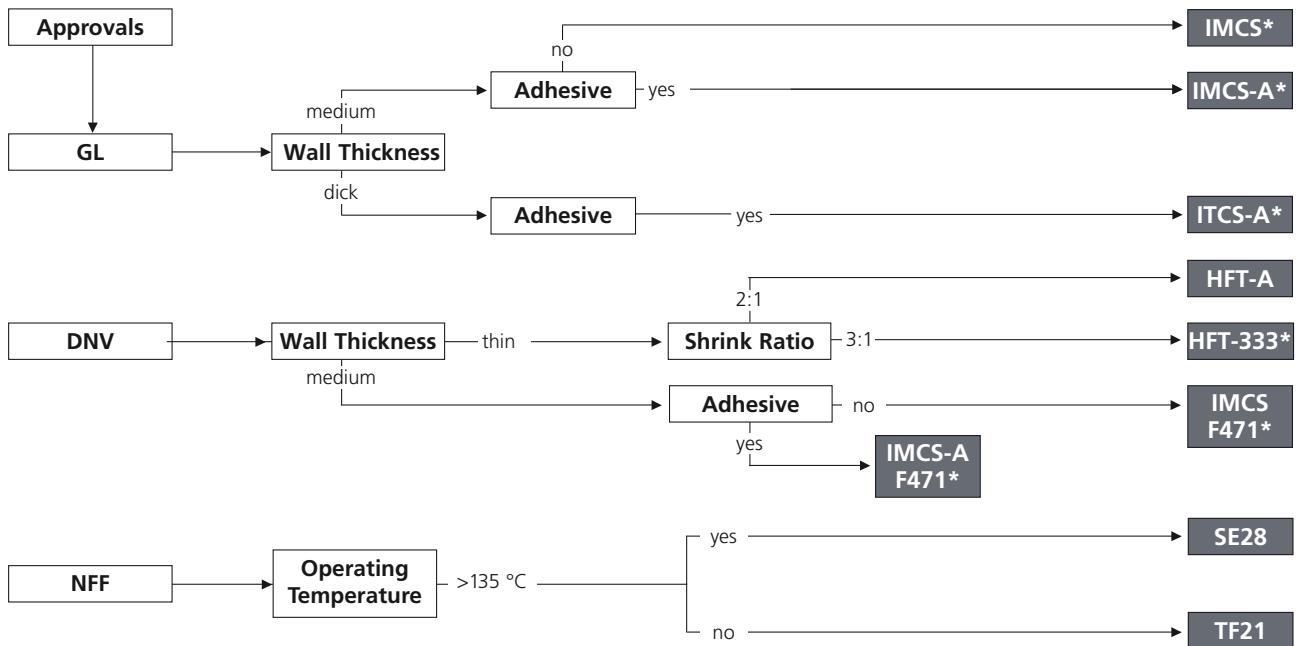 Approvals
no
IMCS*
Adhesive
yes
IMCS-A*
medium
GL
Wall Thickness
dick
Adhesive
yes
ITCS-A*
HFT-A
2:1
DNV
Wall Thickness
thin
Shrink Ratio
3:1
HFT-333*
medium
Adhesive
no
IMCS
F471*
yes
IMCS-A
F471*
NFF
Operating
Temperature
>135 °C
yes
SE28
no
TF21